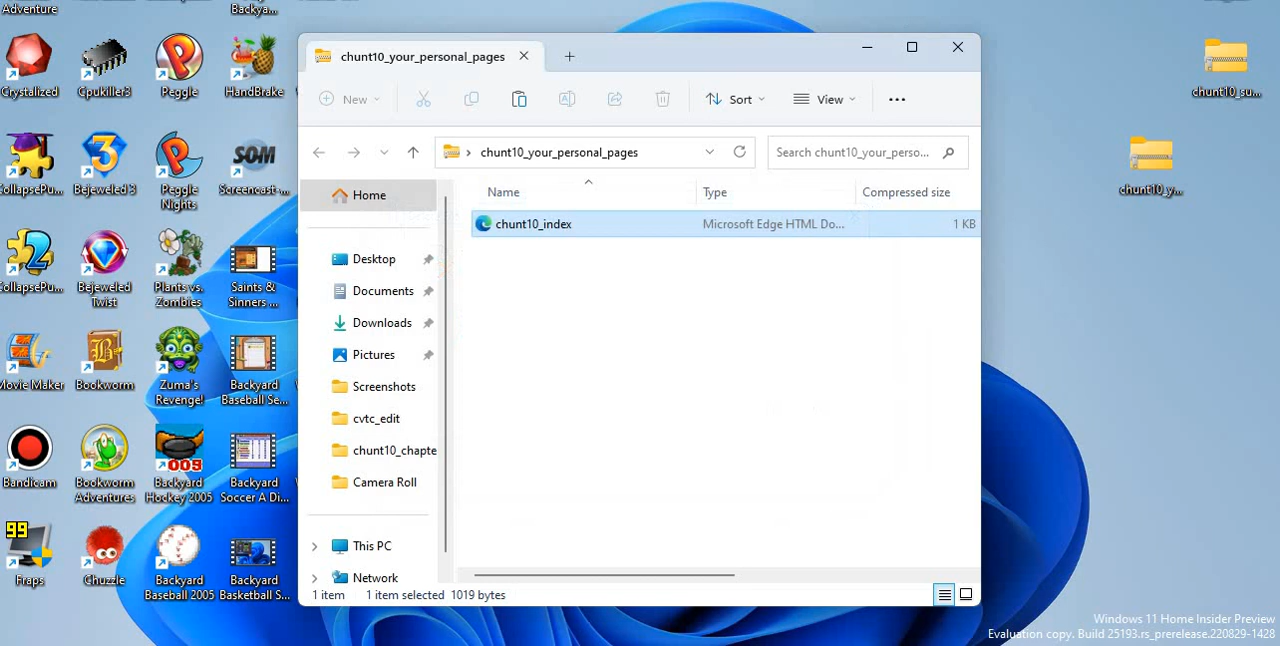 Adventure
Backya...
Crystalized
Cpukiller3
Peggle
HandBrake
CollapsePu...
Bejeweled 3
Peggle
Nights
Screencast-...
CollapsePu...
Bejeweled
Twist
Plants vs.
Zombies
Saints &
Sinners ...
Movie Maker
Bookworm
Zuma's
Revenge!
Backyard
Baseball Se...
Bandicam
Bookworm
Adventures
009
Backyard
Hockey 2005
Backyard
Soccer A Di...
99
Fraps
Chuzzle
Backyard
Baseball 2005
Backyard
Basketball S...
chunt10_your_personal_pages
New
Sort
View
chunt10_your_personal_pages
Search chunt10_your_perso...
Home
Desktop
Documents
Downloads
Pictures
Screenshots
cvtc_edit
chunt10_chapte
Camera Roll
This PC
Network
Name Type Compressed size
chunt10_index Microsoft Edge HTML Do... 1 KB
1 item 1 item selected 1019 bytes
chunt10_su...
chunt10_y...
Windows 11 Home Insider Preview
Evaluation copy. Build 25193.rs_prerelease.220829-1428